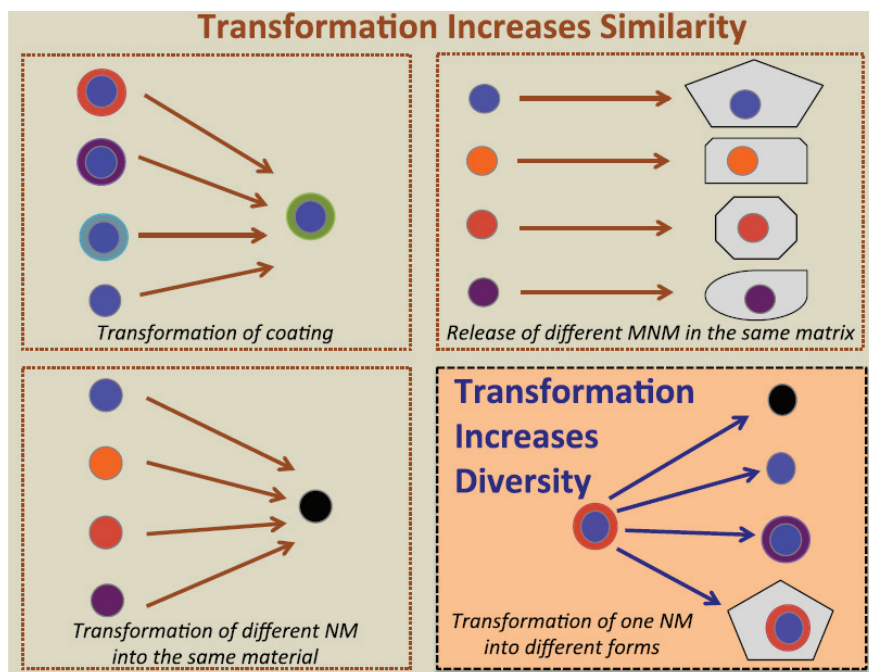 Transformation Increases Similarity
Transformation of coating
Release of different MNM in the same matrix
Transformation of different NM
into the same material
Transformation
Increases
Diversity
Transformation of one NM
into different forms